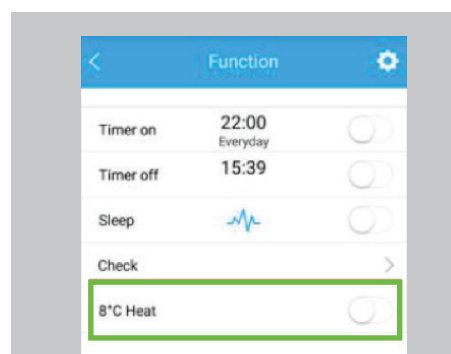 Function
Timer on
22:00
Everyday
Timer off
15:39
Sleep
Check
8°C Heat